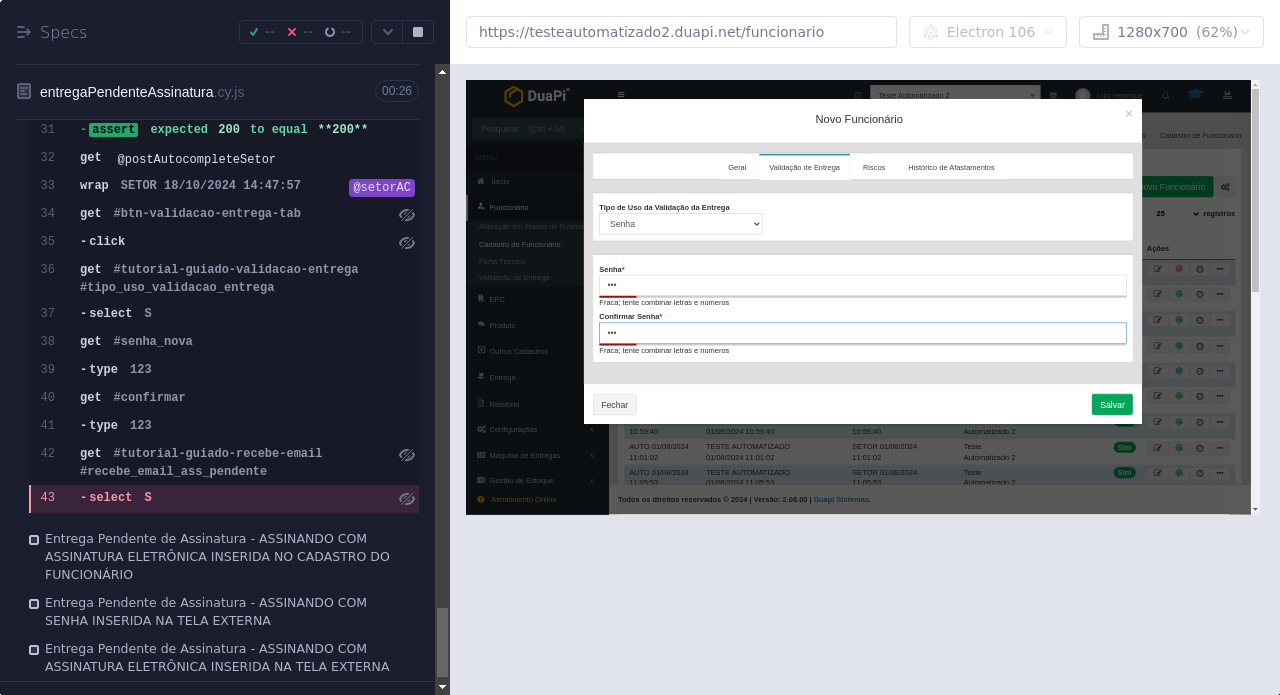 Specs
-- -- --
https://testeautomatizado2.duapi.net/funcionario
Electron 106
1280x700 (62%)
entregaPendenteAssinatura.cy.js
00:26
31 -assert expected 200 to equal **200**
32 get @postAutocompleteSetor
33 wrap SETOR 18/10/2024 14:47:57 @setorAC
34 get #btn-validacao-entrega-tab
35 -click
36 get #tutorial-guiado-validacao-entrega
#tipo_uso_validacao_entrega
37 -select S
38 get #senha_nova
39 -type 123
40 get #confirmar
41 -type 123
42 get #tutorial-guiado-recebe-email
#recebe_email_ass_pendente
43 -select S
Entrega Pendente de Assinatura - ASSINANDO COM
ASSINATURA ELETRÔNICA INSERIDA NO CADASTRO DO
FUNCIONÁRIO
Entrega Pendente de Assinatura - ASSINANDO COM
SENHA INSERIDA NA TELA EXTERNA
Entrega Pendente de Assinatura - ASSINANDO COM
ASSINATURA ELETRÔNICA INSERIDA NA TELA EXTERNA
DuaPi
Teste Automatizado 2
Luiz Henrique
Pesquisar... (Ctrl + M)
MENU
Início
Funcionário
Alteração em Massa de Funcion
Cadastro de Funcionário
Ficha Técnica
Validação de Entrega
EPC
Produto
Outros Cadastros
Entrega
Relatório
Configurações
Máquina de Entregas
Gestão de Estoque
Atendimento Online
Cadastro de Funcionário
ovo Funcionário
25 registros
Ações
Novo Funcionário
×
Geral
Validação de Entrega
Riscos
Histórico de Afastamentos
Tipo de Uso da Validação da Entrega
Senha
Senha*
•••
Fraca; tente combinar letras e números
Confirmar Senha*
•••
Fraca; tente combinar letras e números
Fechar
Salvar
10:59:40 01/08/2024 10:59:40 10:59:40 Automatizado 2
AUTO 01/08/2024 TESTE AUTOMATIZADO SETOR 01/08/2024 Teste Sim
11:01:02 01/08/2024 11:01:02 11:01:02 Automatizado 2
AUTO 01/08/2024 TESTE AUTOMATIZADO SETOR 01/08/2024 Teste Sim
11:05:53 01/08/2024 11:05:53 11:05:53 Automatizado 2
Todos os direitos reservados © 2024 | Versão: 2.06.00 | Duapi Sistemas.